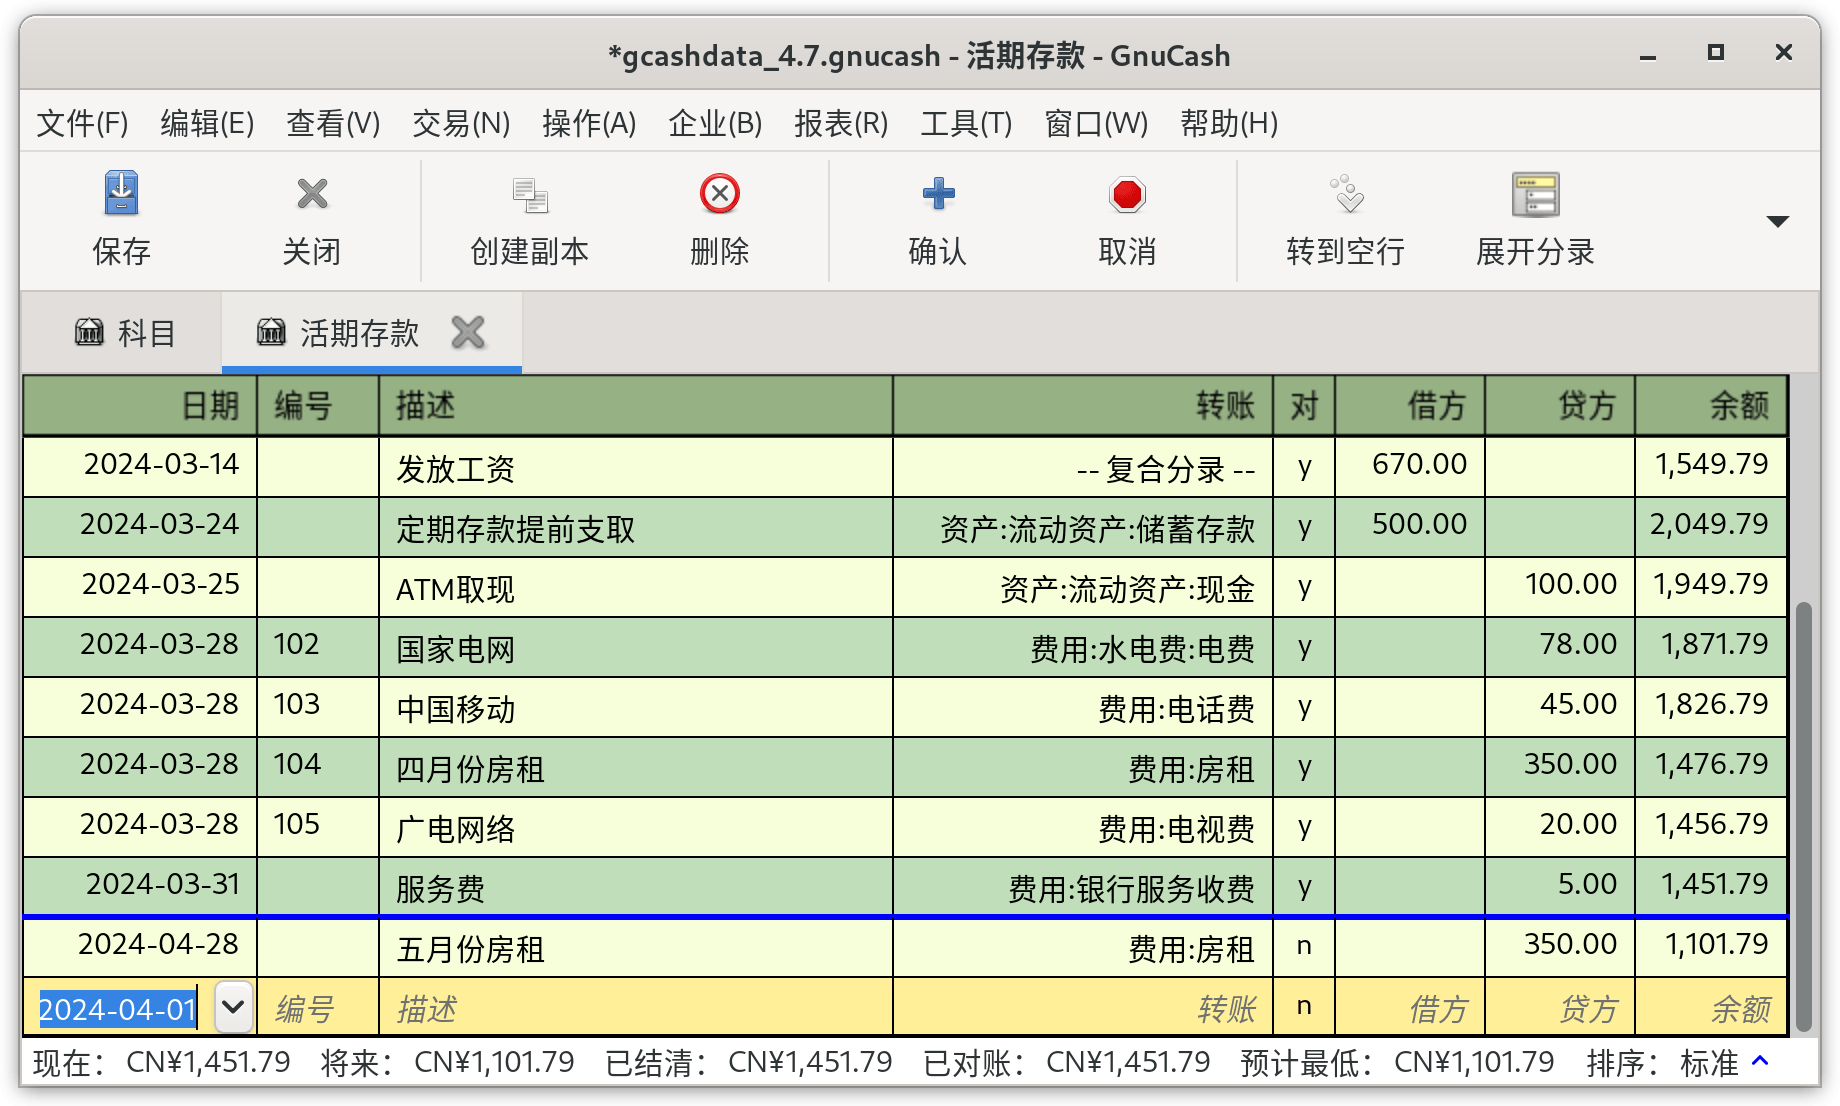 *gcashdata_4.7.gnucash - 活期存款 - GnuCash
文件(F) 编辑(E) 查看(V) 交易(N) 操作(A) 企业(B) 报表(R) 工具(T) 窗口(W) 帮助(H)
保存 关闭 创建副本 删除 确认 取消 转到空行 展开分录
科目 活期存款
日期 编号 描述 转账 对 借方 贷方 余额
2024-03-14 发放工资 -- 复合分录 -- y 670.00 1,549.79
2024-03-24 定期存款提前支取 资产:流动资产:储蓄存款 y 500.00 2,049.79
2024-03-25 ATM取现 资产:流动资产:现金 y 100.00 1,949.79
2024-03-28 102 国家电网 费用:水电费:电费 y 78.00 1,871.79
2024-03-28 103 中国移动 费用:电话费 y 45.00 1,826.79
2024-03-28 104 四月份房租 费用:房租 y 350.00 1,476.79
2024-03-28 105 广电网络 费用:电视费 y 20.00 1,456.79
2024-03-31 服务费 费用:银行服务收费 y 5.00 1,451.79
2024-04-28 五月份房租 费用:房租 n 350.00 1,101.79
2024-04-01 编号 描述 转账 n 借方 贷方 余额
现在： CN¥1,451.79 将来： CN¥1,101.79 已结清： CN¥1,451.79 已对账： CN¥1,451.79 预计最低： CN¥1,101.79 排序： 标准